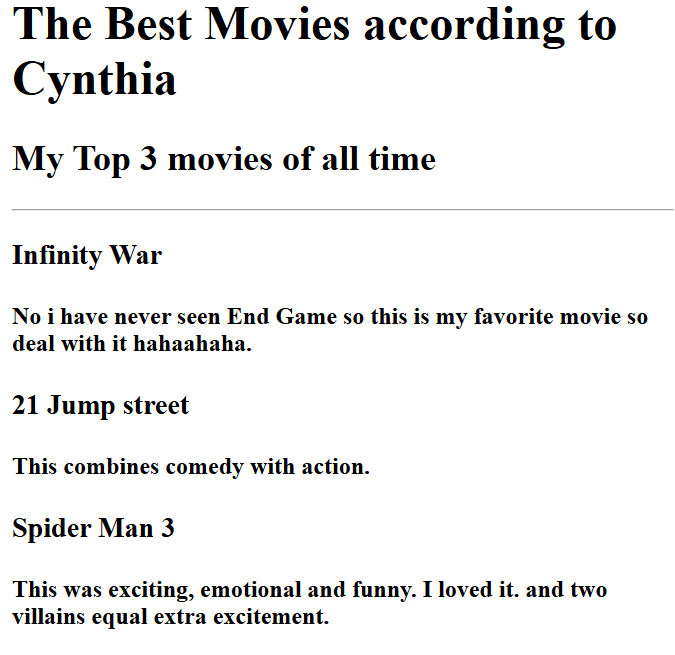 The Best Movies according to
Cynthia
My Top 3 movies of all time
Infinity War
No i have never seen End Game so this is my favorite movie so
deal with it hahaahaha.
21 Jump street
This combines comedy with action.
Spider Man 3
This was exciting, emotional and funny. I loved it. and two
villains equal extra excitement.